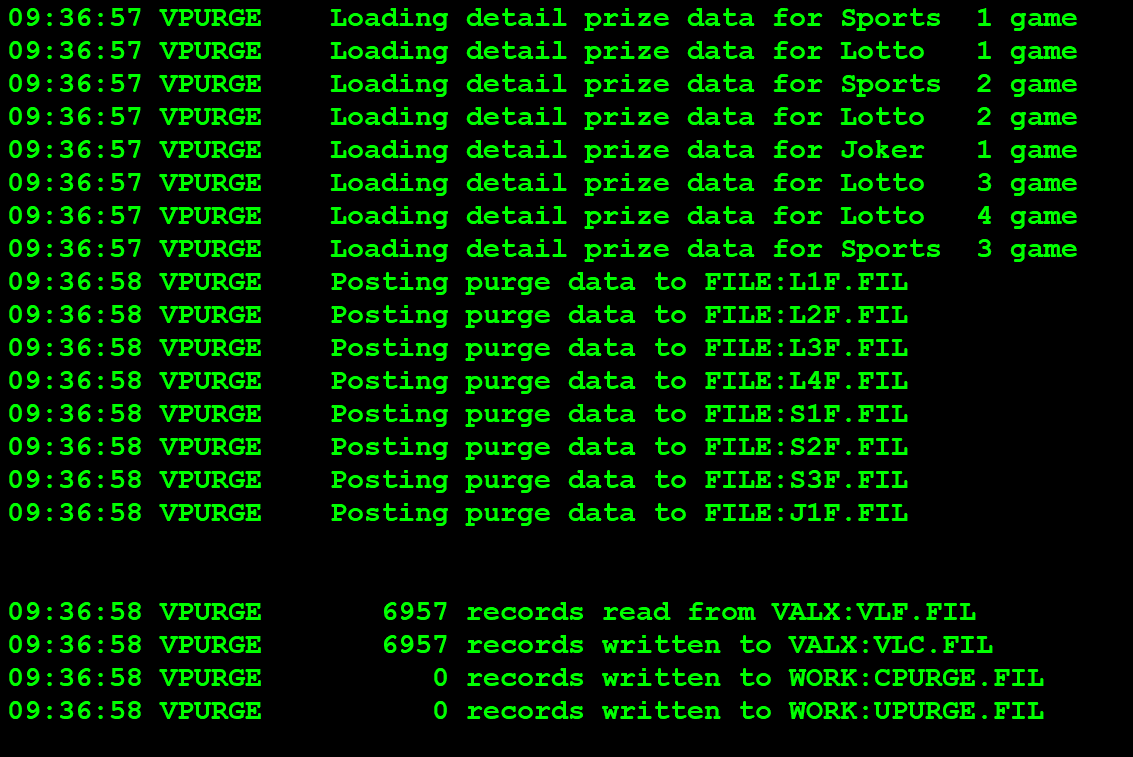 09:36:57 VPURGE    Loading detail prize data for Sports  1 game
09:36:57 VPURGE    Loading detail prize data for Lotto   1 game
09:36:57 VPURGE    Loading detail prize data for Sports  2 game
09:36:57 VPURGE    Loading detail prize data for Lotto   2 game
09:36:57 VPURGE    Loading detail prize data for Joker   1 game
09:36:57 VPURGE    Loading detail prize data for Lotto   3 game
09:36:57 VPURGE    Loading detail prize data for Lotto   4 game
09:36:57 VPURGE    Loading detail prize data for Sports  3 game
09:36:58 VPURGE    Posting purge data to FILE:L1F.FIL
09:36:58 VPURGE    Posting purge data to FILE:L2F.FIL
09:36:58 VPURGE    Posting purge data to FILE:L3F.FIL
09:36:58 VPURGE    Posting purge data to FILE:L4F.FIL
09:36:58 VPURGE    Posting purge data to FILE:S1F.FIL
09:36:58 VPURGE    Posting purge data to FILE:S2F.FIL
09:36:58 VPURGE    Posting purge data to FILE:S3F.FIL
09:36:58 VPURGE    Posting purge data to FILE:J1F.FIL
09:36:58 VPURGE       6957 records read from VALX:VLF.FIL
09:36:58 VPURGE       6957 records written to VALX:VLC.FIL
09:36:58 VPURGE          0 records written to WORK:CPURGE.FIL
09:36:58 VPURGE          0 records written to WORK:UPURGE.FIL